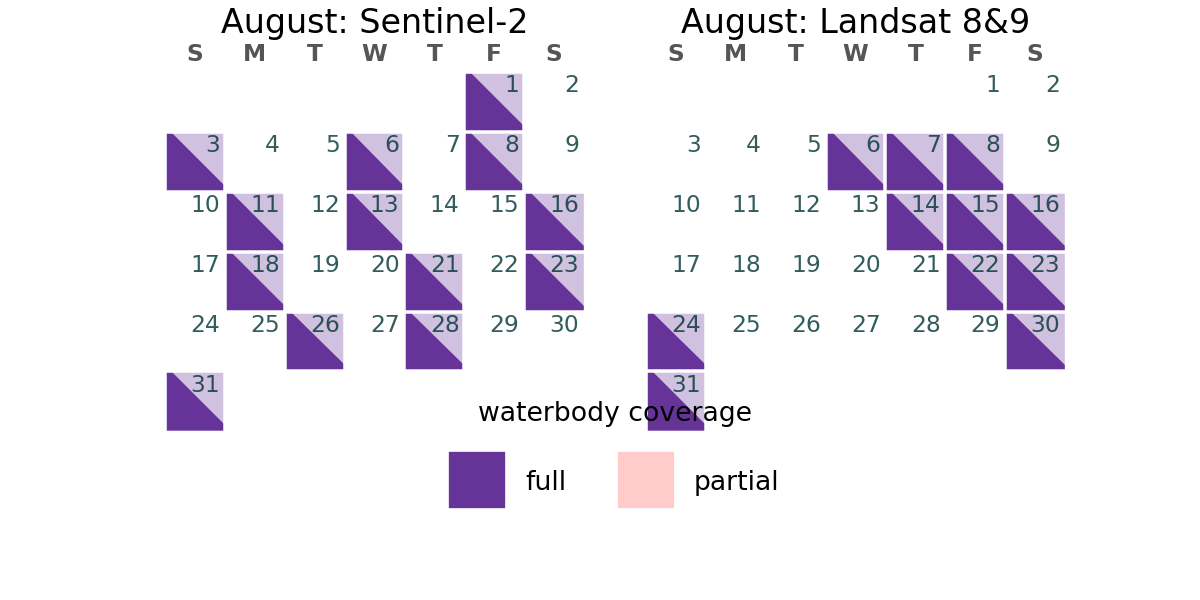 August: Sentinel-2
S M T W T F S
1 2
3 4 5 6 7 8 9
10 11 12 13 14 15 16
17 18 19 20 21 22 23
24 25 26 27 28 29 30
31
August: Landsat 8&9
S M T W T F S
1 2
3 4 5 6 7 8 9
10 11 12 13 14 15 16
17 18 19 20 21 22 23
24 25 26 27 28 29 30
31
waterbody coverage
full partial